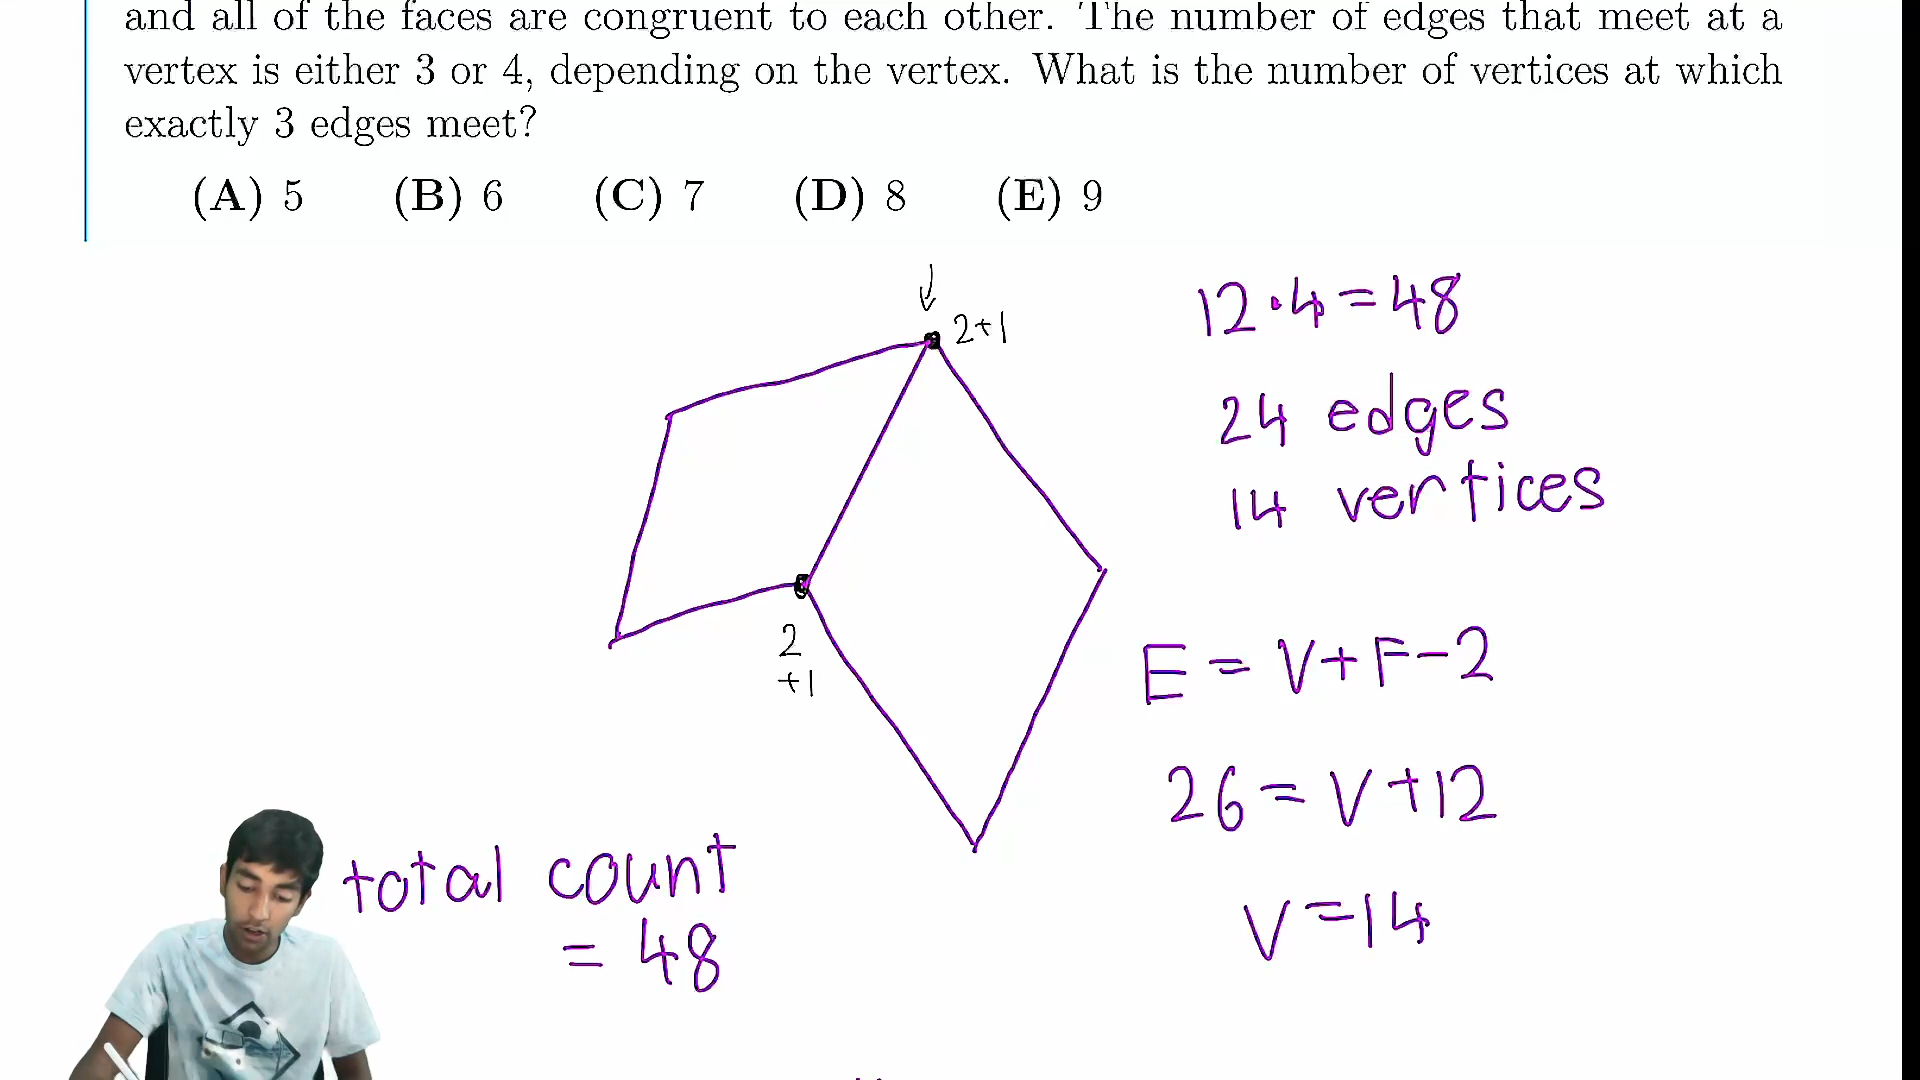 and all of the faces are congruent to each other. The number of edges that meet at a
vertex is either 3 or 4, depending on the vertex. What is the number of vertices at which
exactly 3 edges meet?
(A) 5 (B) 6 (C) 7 (D) 8 (E) 9
2+1
12·4=48
24 edges
14 vertices
2
+1
E = V+F-2
26=V+12
V=14
total count
= 48